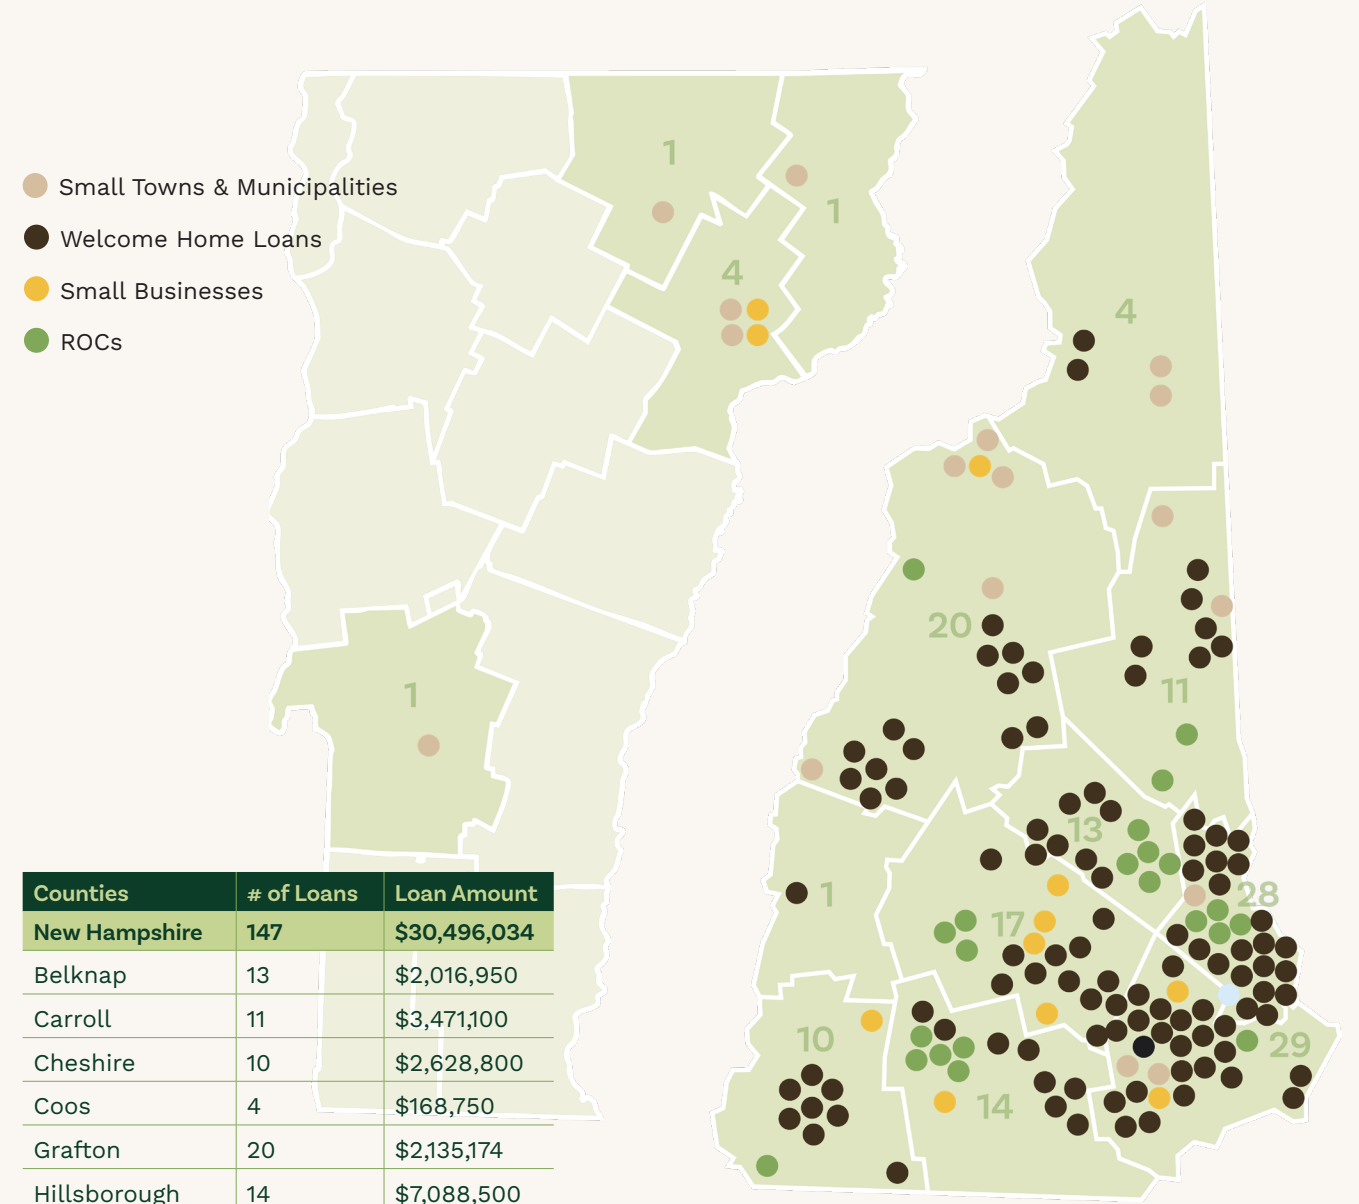 Small Towns & Municipalities
Welcome Home Loans
Small Businesses
ROCs
1
1
4
4
20
11
1
13
28
1
17
10
14
29
Counties # of Loans Loan Amount
New Hampshire 147 $30,496,034
Belknap 13 $2,016,950
Carroll 11 $3,471,100
Cheshire 10 $2,628,800
Coos 4 $168,750
Grafton 20 $2,135,174
Hillsborough 14 $7,088,500